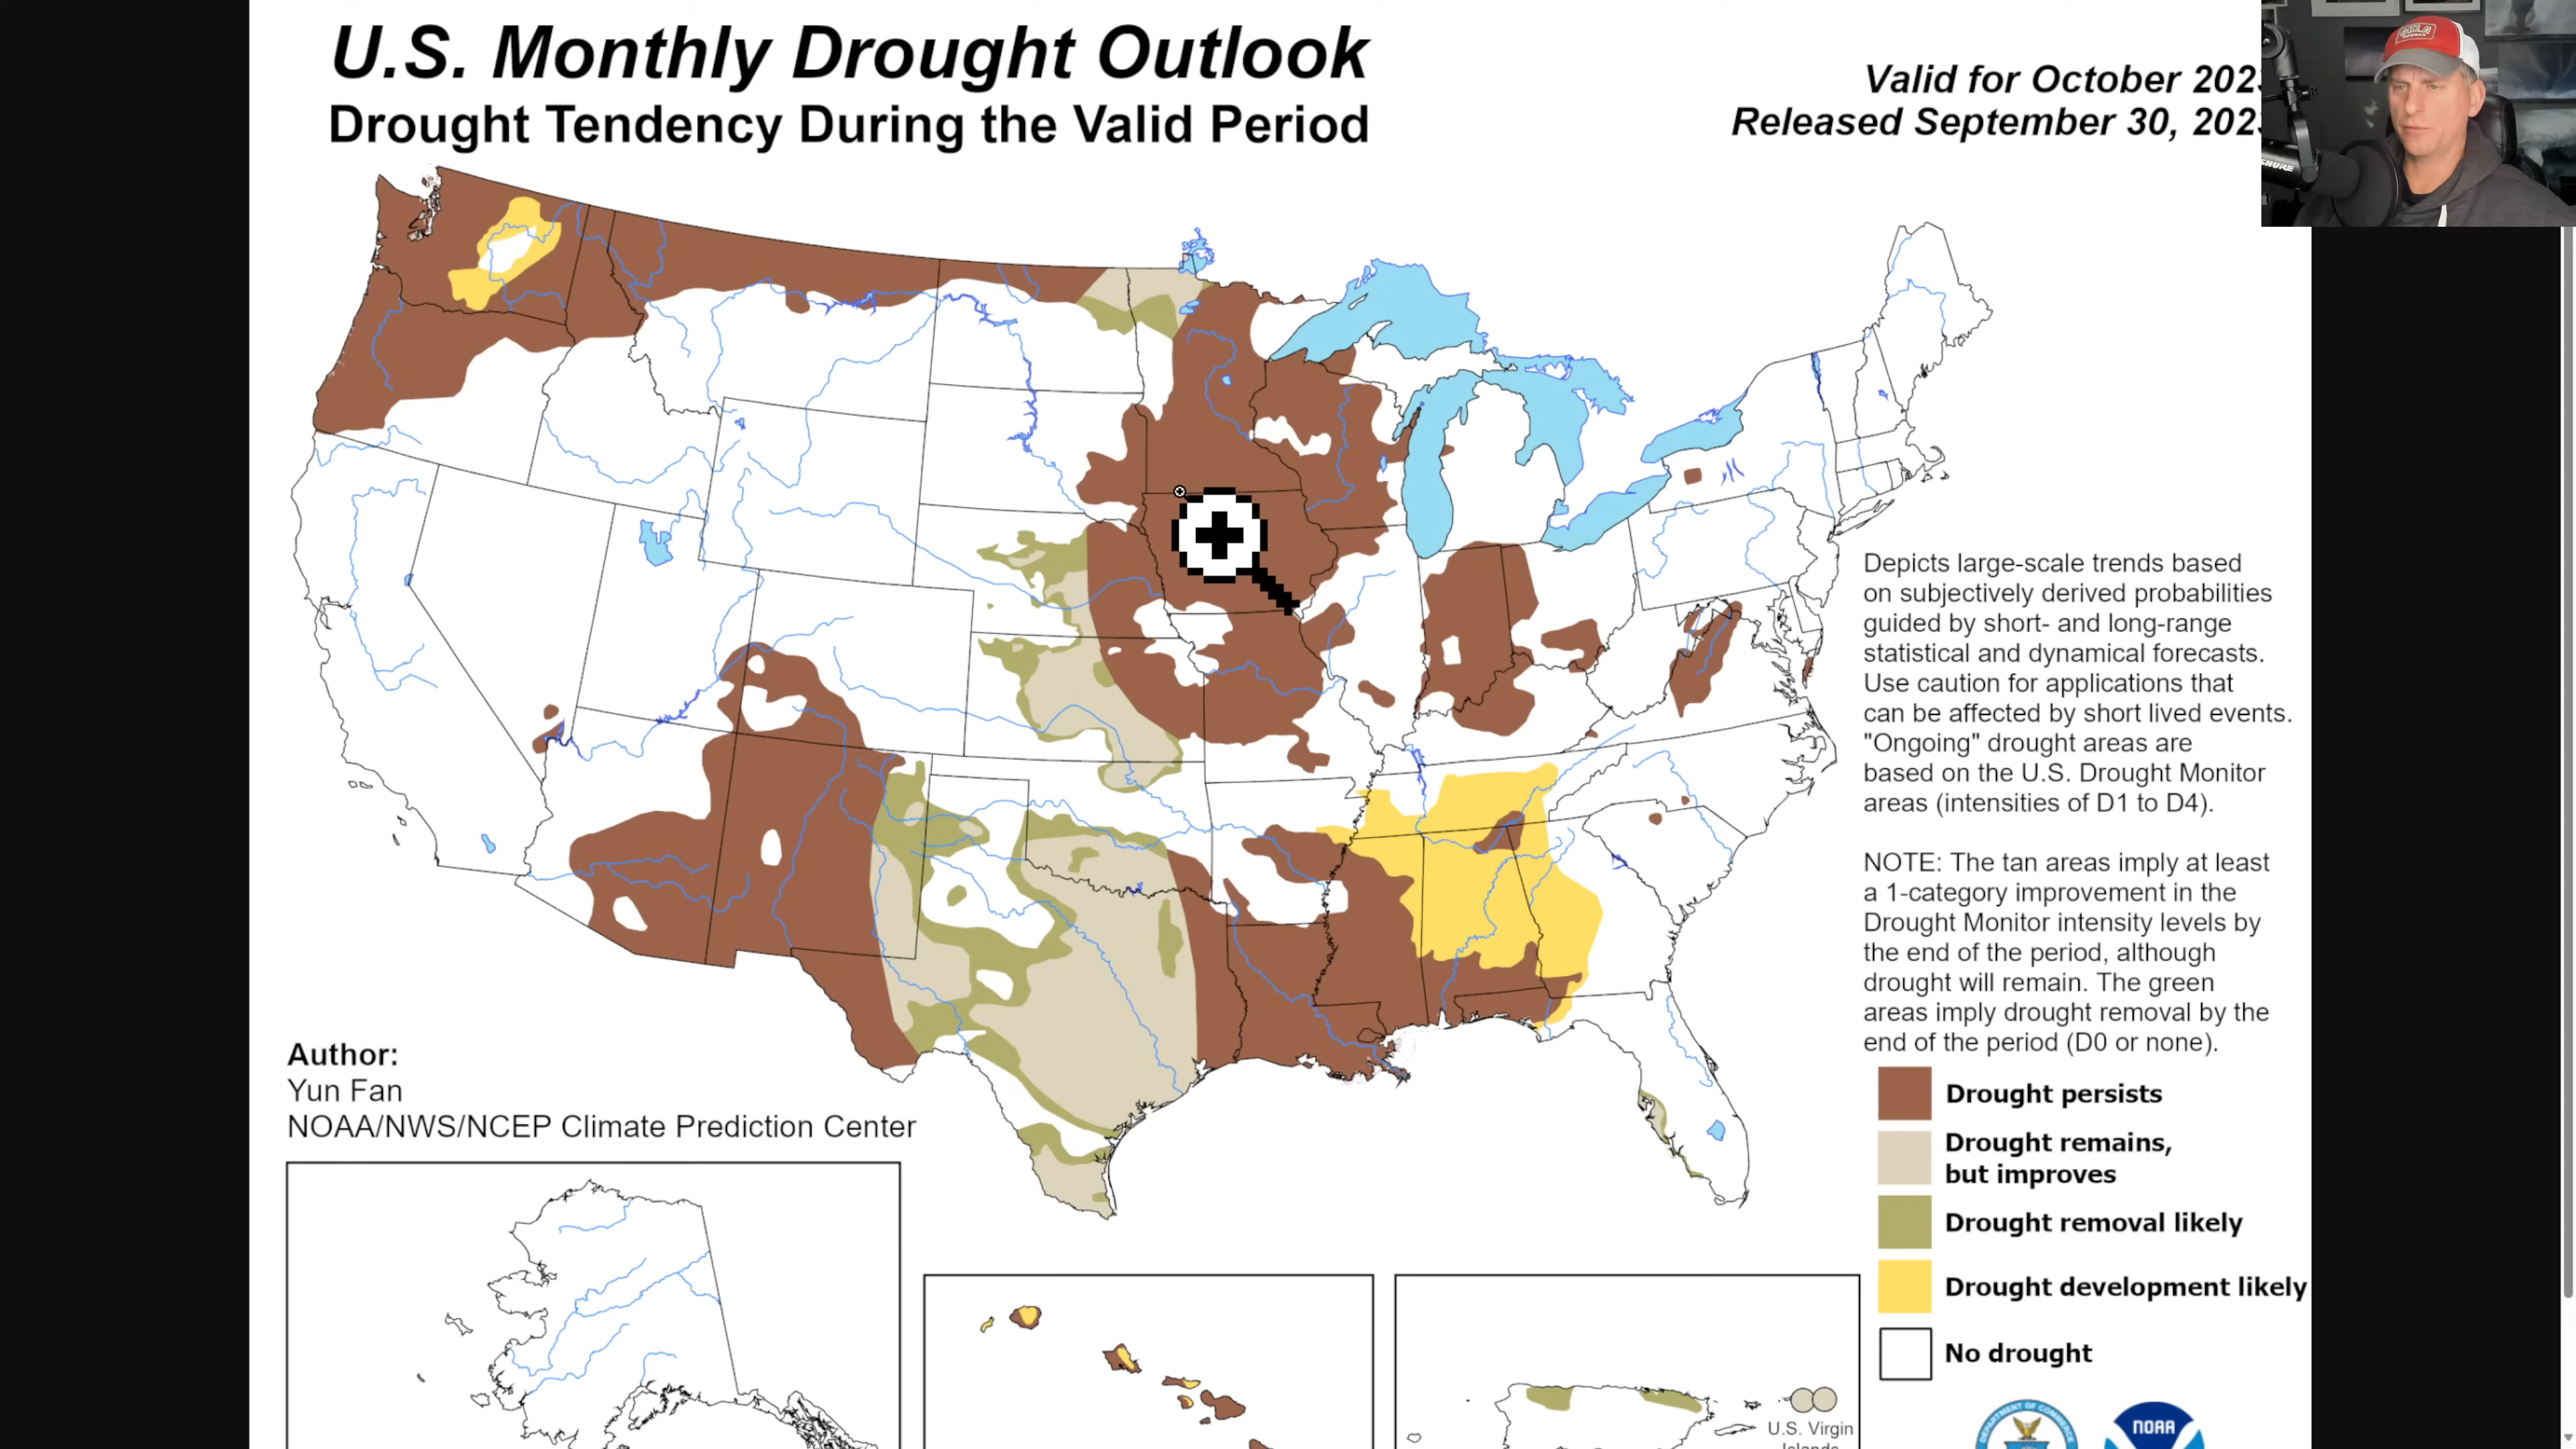 U.S. Monthly Drought Outlook
Drought Tendency During the Valid Period
Valid for October
Released September 30,
Depicts large-scale trends based
on subjectively derived probabilities
guided by short- and long-range
statistical and dynamical forecasts.
Use caution for applications that
can be affected by short lived events.
"Ongoing" drought areas are
based on the U.S. Drought Monitor
areas (intensities of D1 to D4).
NOTE: The tan areas imply at least
a 1-category improvement in the
Drought Monitor intensity levels by
the end of the period, although
drought will remain. The green
areas imply drought removal by the
end of the period (D0 or none).
Author:
Yun Fan
NOAA/NWS/NCEP Climate Prediction Center
Drought persists
Drought remains,
but improves
Drought removal likely
Drought development likely
No drought
U.S. Virgin
Islands
DEPARTMENT OF COMMERCE
NOAA
SHURE